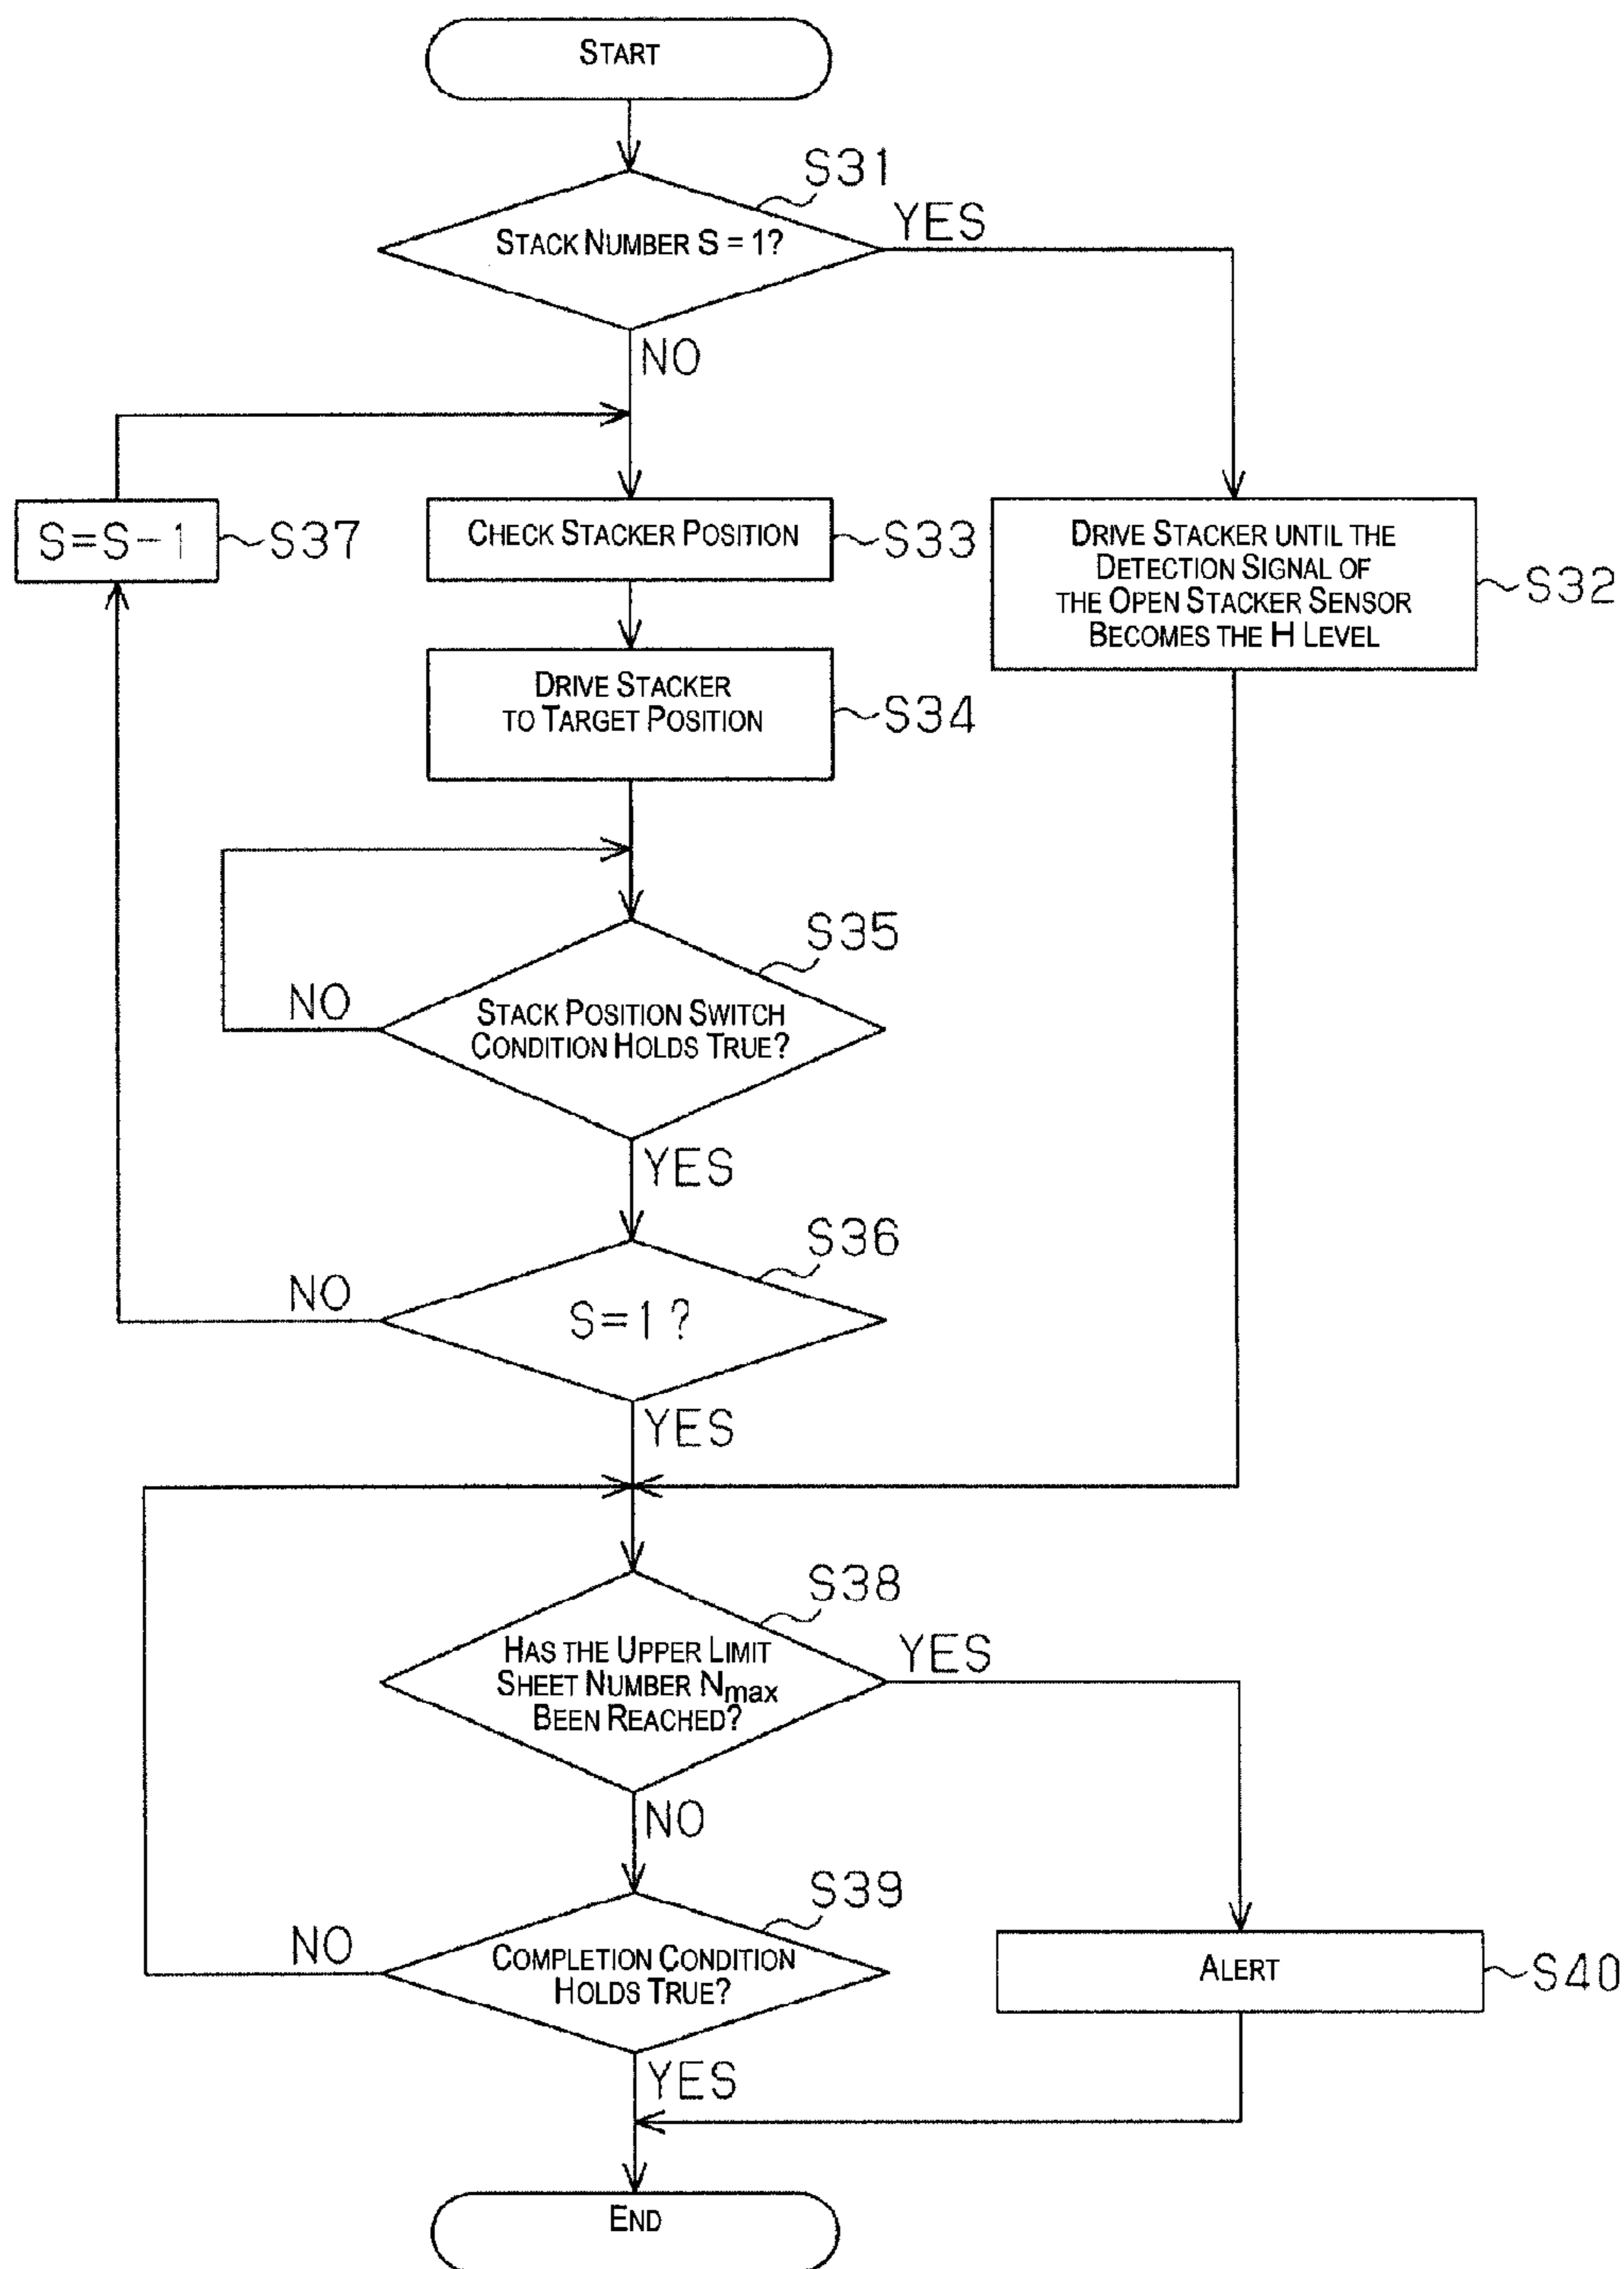 START
S31
STACK NUMBER S = 1?
YES
NO
S=S-1
S37
CHECK STACKER POSITION
S33
DRIVE STACKER UNTIL THE
DETECTION SIGNAL OF
THE OPEN STACKER SENSOR
BECOMES THE H LEVEL
S32
DRIVE STACKER
TO TARGET POSITION
S34
S35
NO
STACK POSITION SWITCH
CONDITION HOLDS TRUE?
YES
S36
NO
S=1?
YES
S38
HAS THE UPPER LIMIT
SHEET NUMBER Nmax
BEEN REACHED?
YES
NO
S39
NO
COMPLETION CONDITION
HOLDS TRUE?
ALERT
S40
YES
END